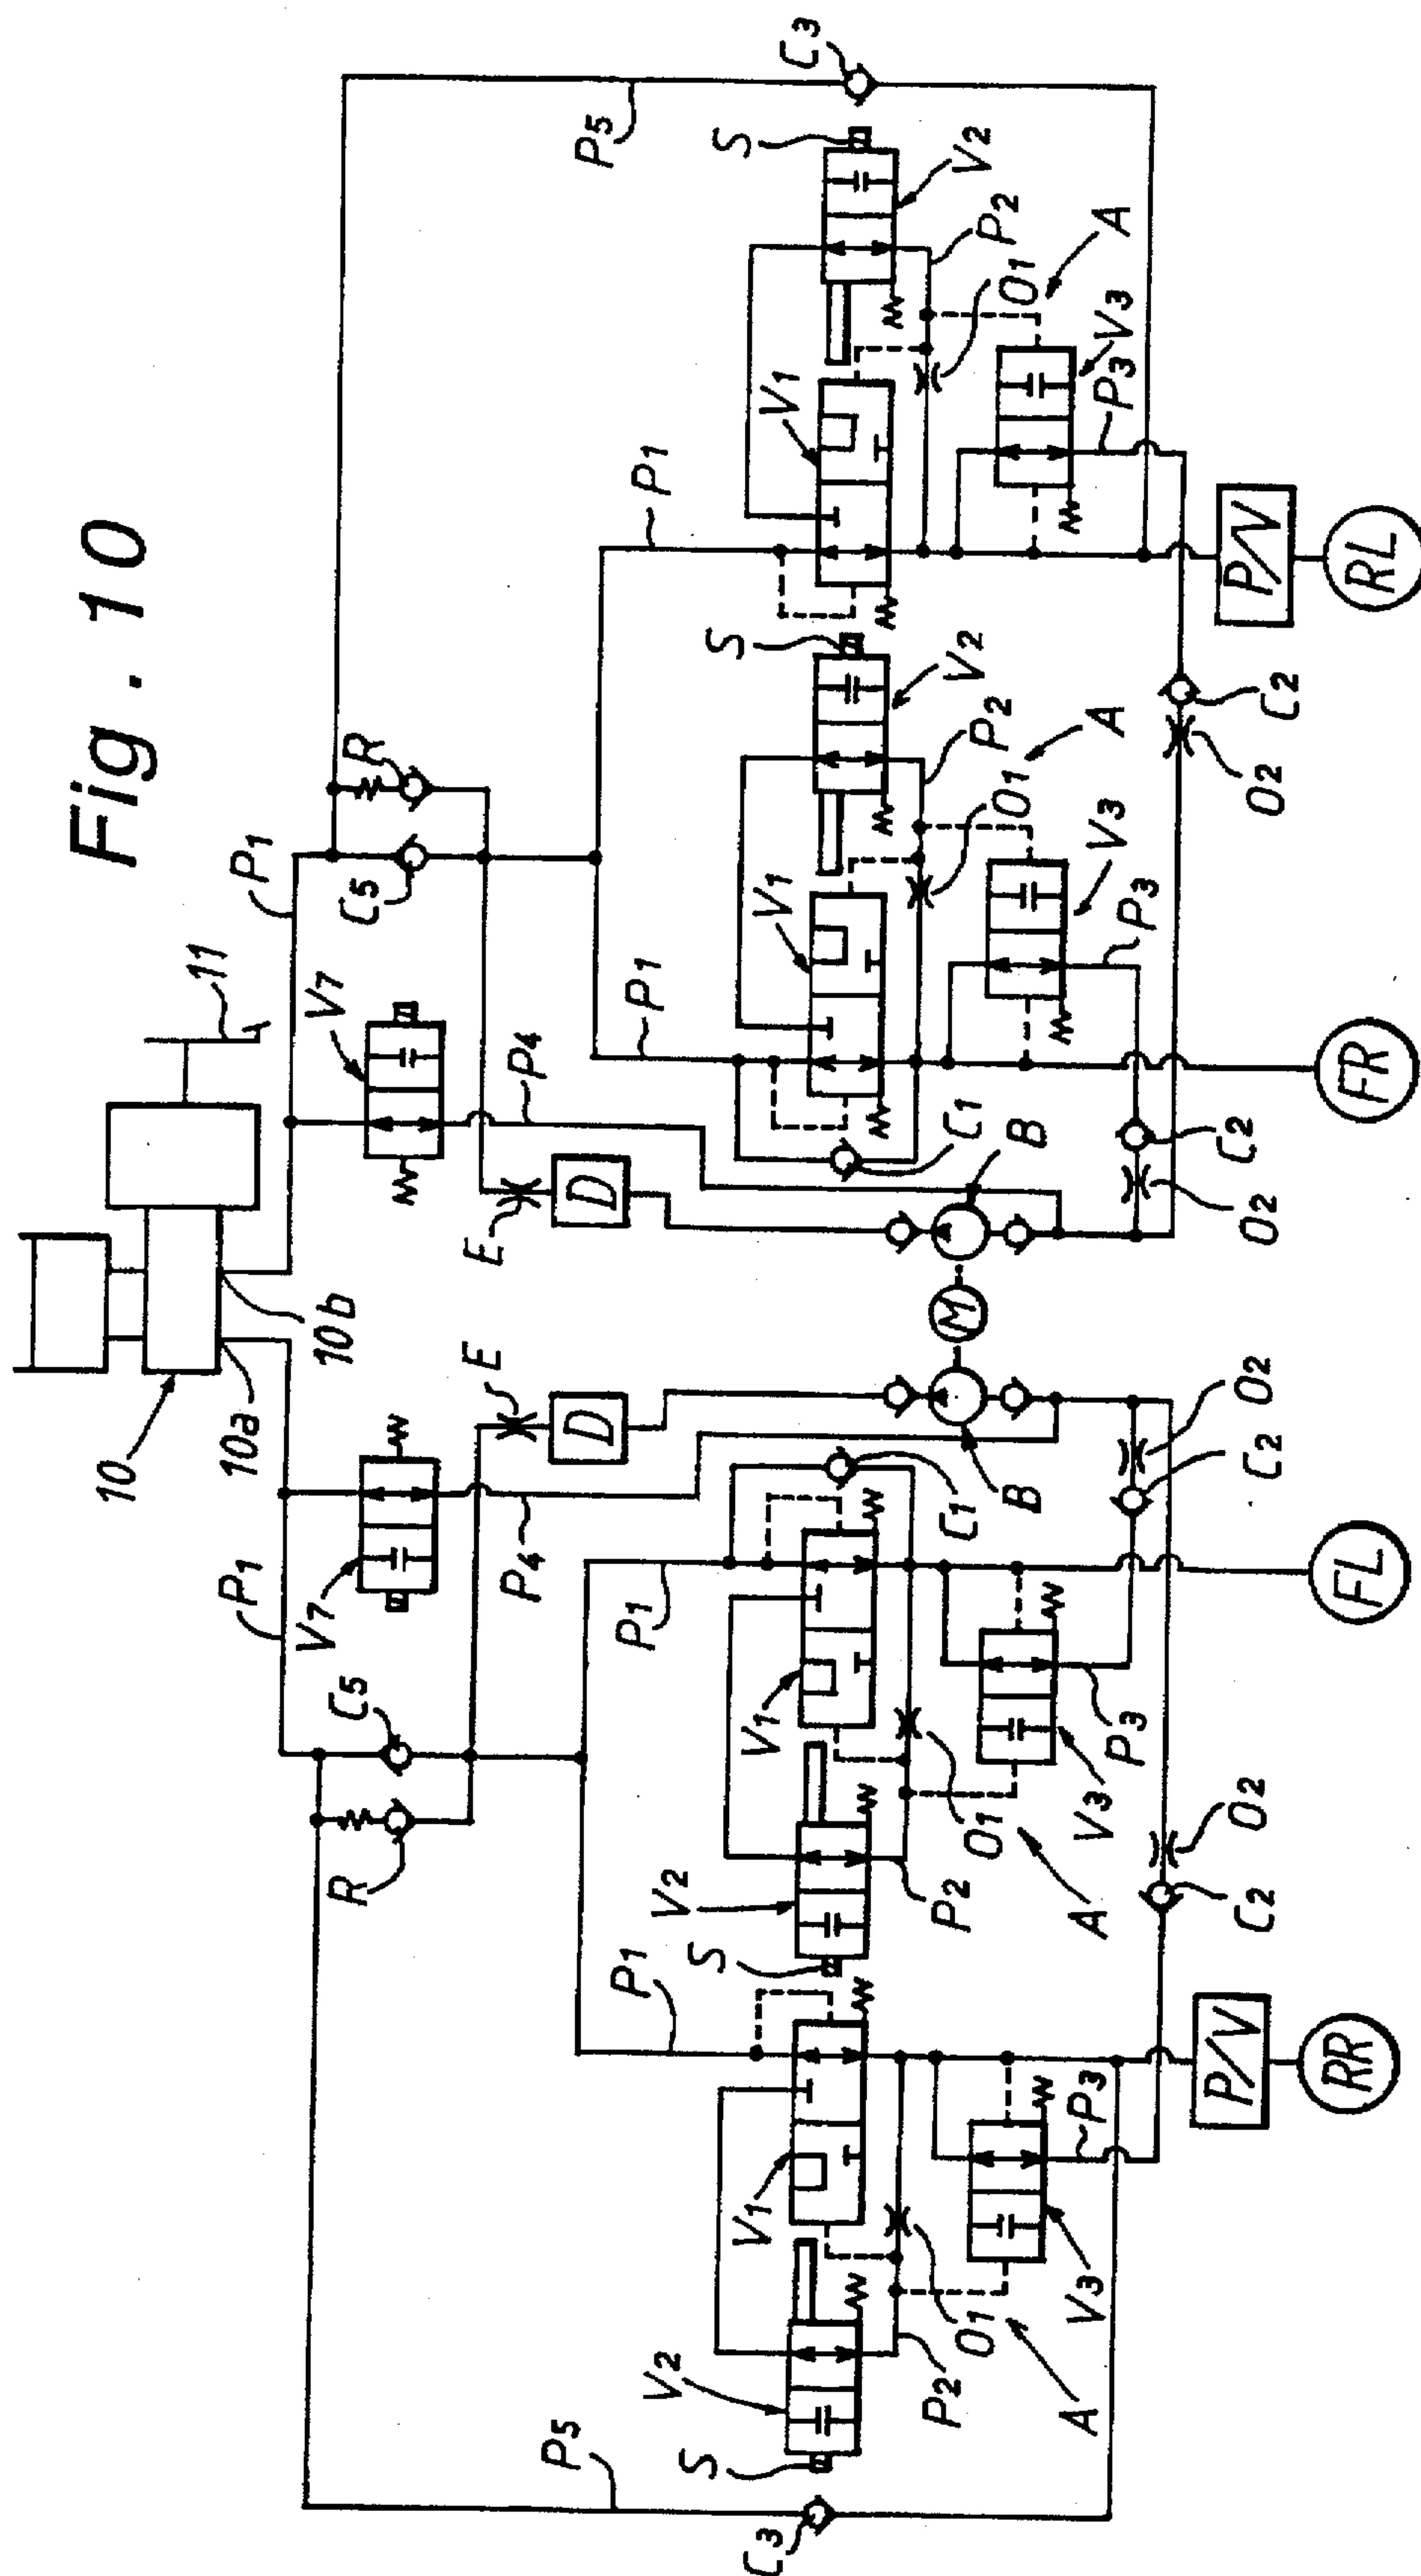 Fig. 10
10
11
10a
P1
P1
10b
V7
V7
R
C5
C5
R
E
E
P4
P4
P5
P5
D
D
P1
P1
P1
P1
V2
V2
S
S
S
S
V1
V1
V1
V1
C3
C3
P2
P2
C1
C1
M
V2
V2
O1
O1
P2
P2
B
B
O1
O1
A
A
A
A
V3
V3
V3
V3
P3
P3
P3
P3
C2
O2
C2
O2
O2
C2
O2
C2
P/V
P/V
RR
FL
FR
RL